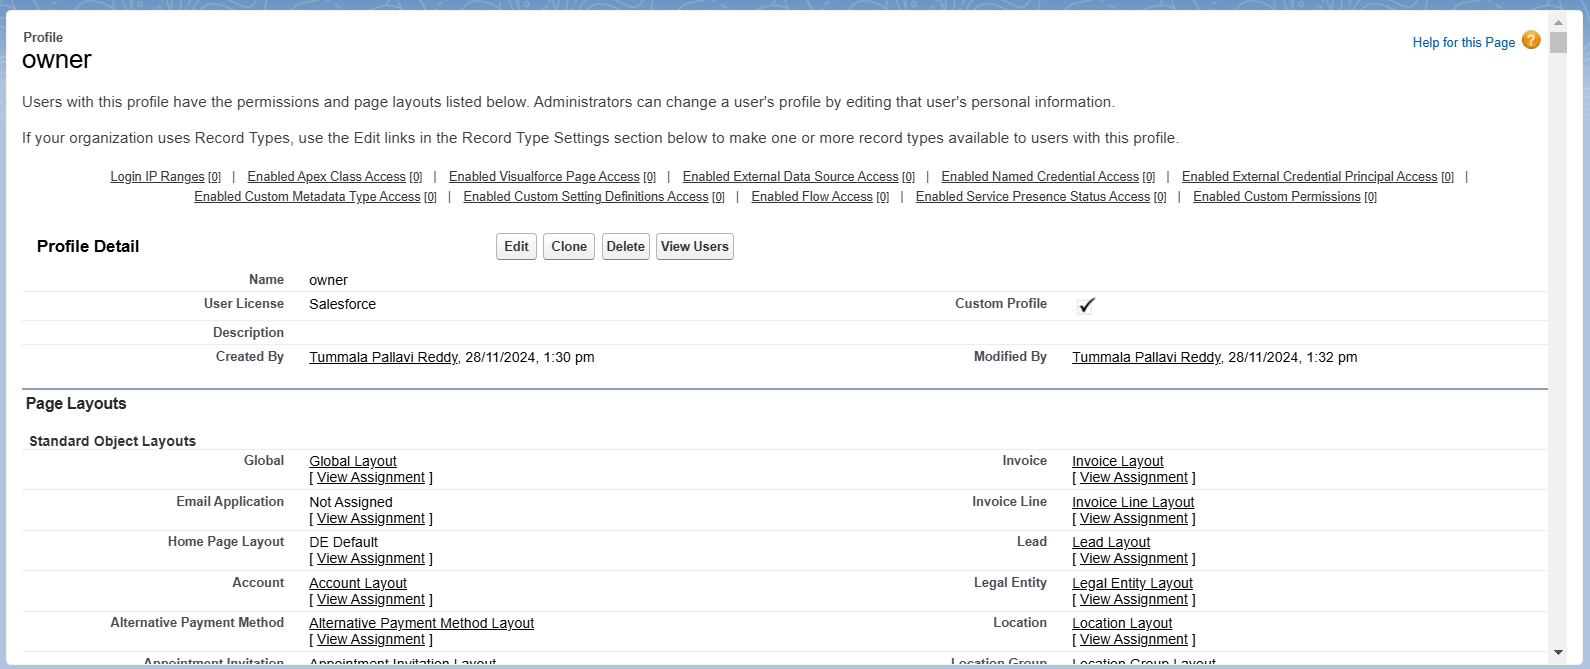 Profile
owner
Help for this Page ?
Users with this profile have the permissions and page layouts listed below. Administrators can change a user's profile by editing that user's personal information.
If your organization uses Record Types, use the Edit links in the Record Type Settings section below to make one or more record types available to users with this profile.
Login IP Ranges [0] | Enabled Apex Class Access [0] | Enabled Visualforce Page Access [0] | Enabled External Data Source Access [0] | Enabled Named Credential Access [0] | Enabled External Credential Principal Access [0] |
Enabled Custom Metadata Type Access [0] | Enabled Custom Setting Definitions Access [0] | Enabled Flow Access [0] | Enabled Service Presence Status Access [0] | Enabled Custom Permissions [0]
Profile Detail Edit Clone Delete View Users
Name owner
User License Salesforce Custom Profile
Description
Created By Tummala Pallavi Reddy, 28/11/2024, 1:30 pm Modified By Tummala Pallavi Reddy, 28/11/2024, 1:32 pm
Page Layouts
Standard Object Layouts
Global Global Layout Invoice Invoice Layout
[ View Assignment ] [ View Assignment ]
Email Application Not Assigned Invoice Line Invoice Line Layout
[ View Assignment ] [ View Assignment ]
Home Page Layout DE Default Lead Lead Layout
[ View Assignment ] [ View Assignment ]
Account Account Layout Legal Entity Legal Entity Layout
[ View Assignment ] [ View Assignment ]
Alternative Payment Method Alternative Payment Method Layout Location Location Layout
[ View Assignment ] [ View Assignment ]
Appointment Invitation Appointment Invitation Layout Location Group Location Group Layout